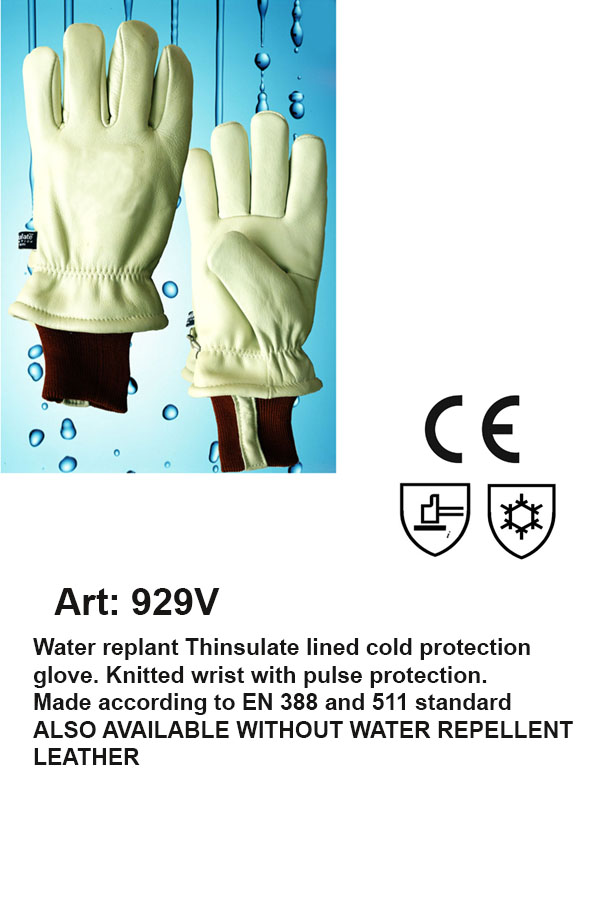 CE
Art: 929V
Water replant Thinsulate lined cold protection
glove. Knitted wrist with pulse protection.
Made according to EN 388 and 511 standard
ALSO AVAILABLE WITHOUT WATER REPELLENT
LEATHER